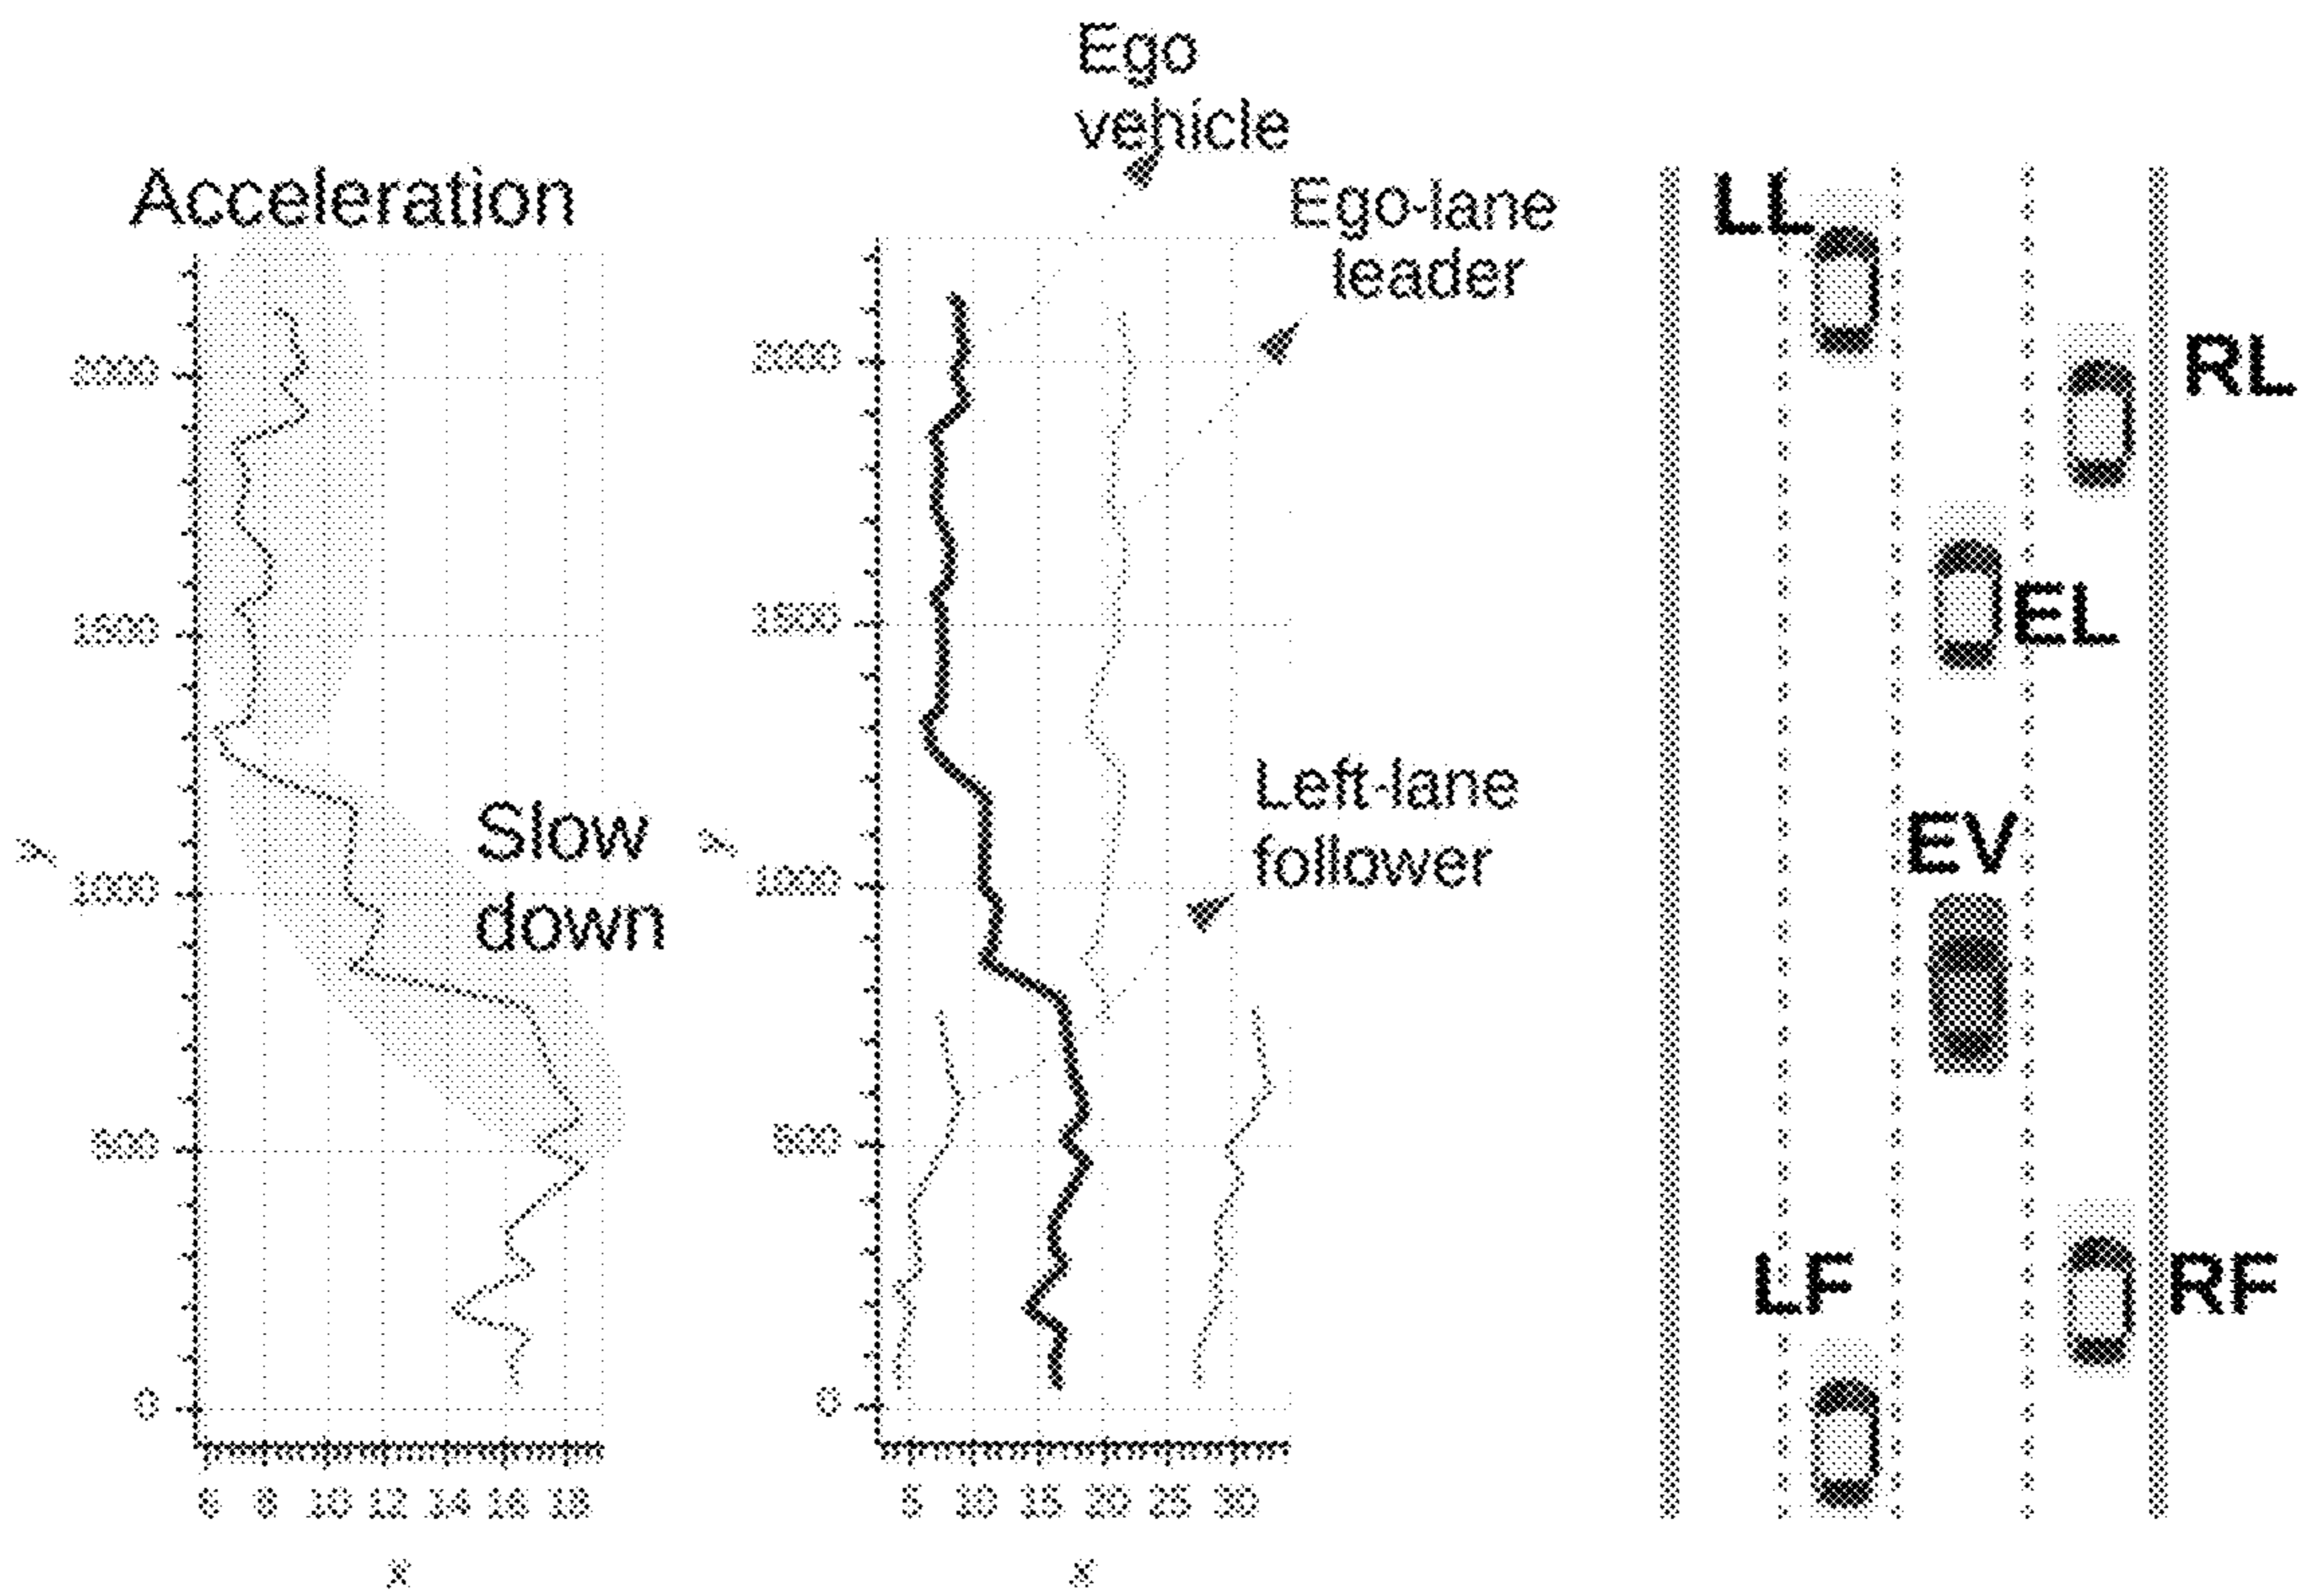 Ego
vehicle
Acceleration
Ego-lane
leader
2000
1500
1000
500
0
Slow
down
y
6 8 10 12 14 16 18
x
2000
1500
1000
500
0
Left-lane
follower
y
5 10 15 20 25 30
x
LL
RL
EL
EV
LF
RF